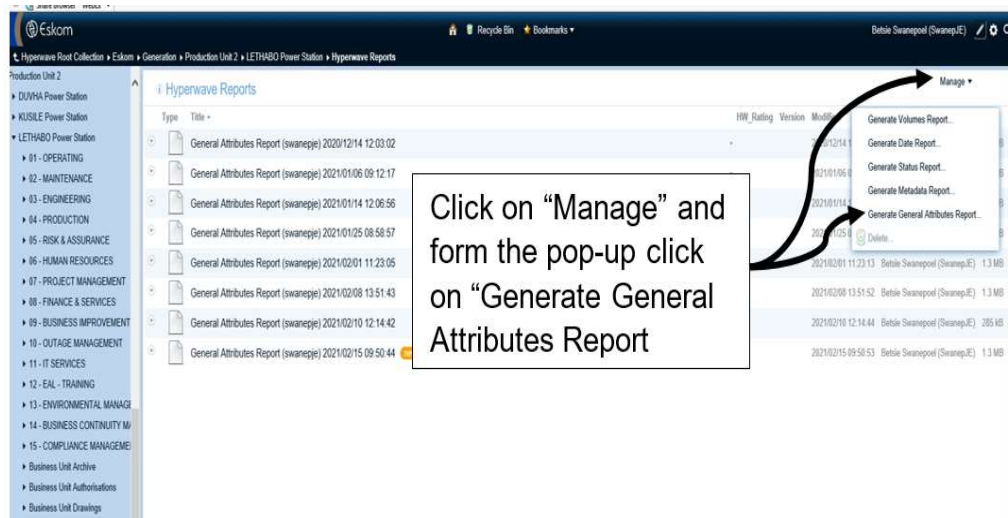 Share Browser WebEx
Eskom
Recycle Bin Bookmarks
Betsie Swanepoel (SwanepJE)
Hyperwave Root Collection Eskom Generation Production Unit 2 LETHABO Power Station Hyperwave Reports
Production Unit 2
DUVHA Power Station
KUSILE Power Station
LETHABO Power Station
01 - OPERATING
02 - MAINTENANCE
03 - ENGINEERING
04 - PRODUCTION
05 - RISK & ASSURANCE
06 - HUMAN RESOURCES
07 - PROJECT MANAGEMENT
08 - FINANCE & SERVICES
09 - BUSINESS IMPROVEMENT
10 - OUTAGE MANAGEMENT
11 - IT SERVICES
12 - EAL - TRAINING
13 - ENVIRONMENTAL MANAGE
14 - BUSINESS CONTINUITY
15 - COMPLIANCE MANAGEME
Business Unit Archive
Business Unit Authorisations
Business Unit Drawings
Hyperwave Reports
Manage
Type Title HW_Rating Version
General Attributes Report (swanepje) 2020/12/14 12:03:02
General Attributes Report (swanepje) 2021/01/06 09:12:17
General Attributes Report (swanepje) 2021/01/14 12:06:56
General Attributes Report (swanepje) 2021/01/25 08:58:57
General Attributes Report (swanepje) 2021/02/01 11:23:05 2021/02/01 11:23:13 Betsie Swanepoel (SwanepJE) 1.3 MB
General Attributes Report (swanepje) 2021/02/08 13:51:43 2021/02/08 13:51:52 Betsie Swanepoel (SwanepJE) 1.3 MB
General Attributes Report (swanepje) 2021/02/10 12:14:42 2021/02/10 12:14:44 Betsie Swanepoel (SwanepJE) 285 kB
General Attributes Report (swanepje) 2021/02/15 09:50:44 2021/02/15 09:50:53 Betsie Swanepoel (SwanepJE) 1.3 MB
Generate Volumes Report...
Generate Date Report...
Generate Status Report...
Generate Metadata Report...
Generate General Attributes Report...
Delete...
Click on “Manage” and
form the pop-up click
on “Generate General
Attributes Report